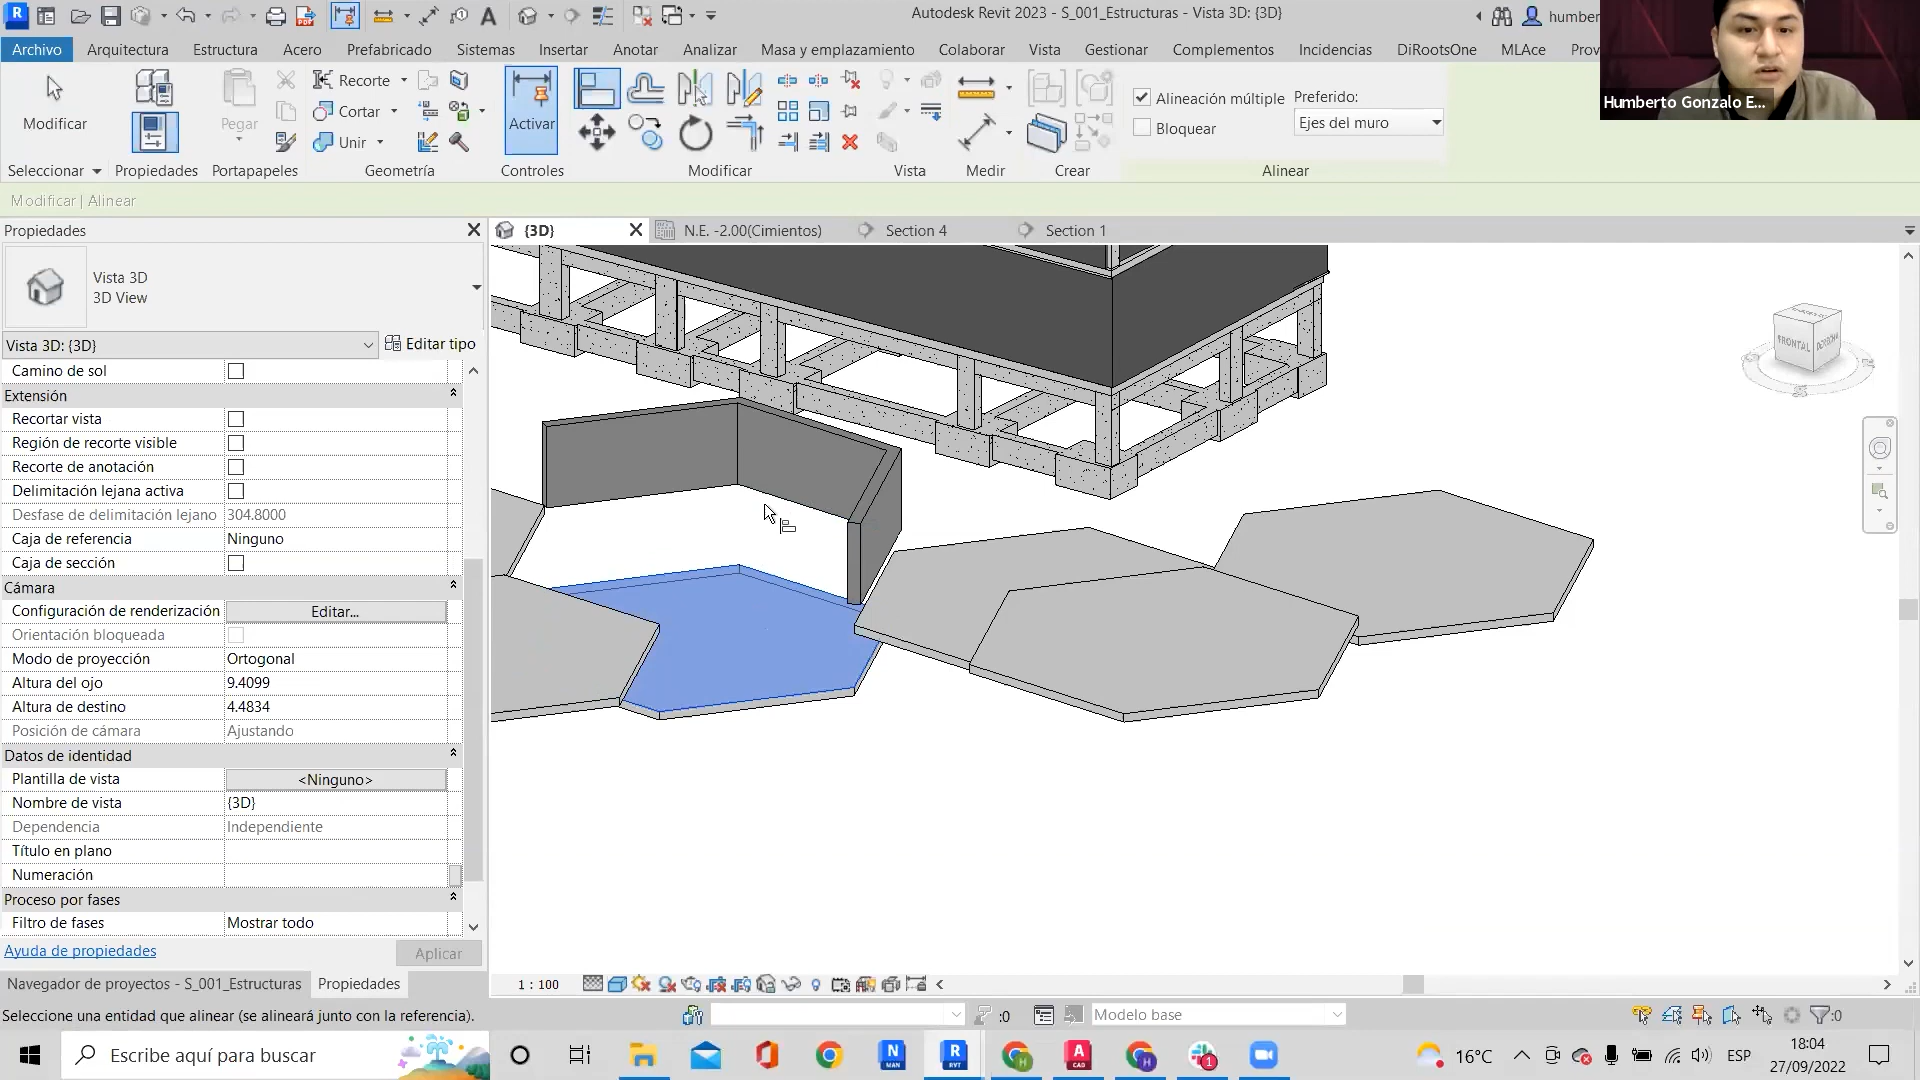 Autodesk Revit 2023 - S_001_Estructuras - Vista 3D: {3D}
humber
Archivo Arquitectura Estructura Acero Prefabricado Sistemas Insertar Anotar Analizar Masa y emplazamiento Colaborar Vista Gestionar Complementos Incidencias DiRootsOne MLAce Prov
Humberto Gonzalo E...
Modificar
Pegar
Recorte
Cortar
Unir
Activar
Alineación múltiple
Bloquear
Preferido:
Ejes del muro
Seleccionar Propiedades Portapapeles Geometría Controles Modificar Vista Medir Crear Alinear
Modificar | Alinear
Propiedades
{3D} N.E. -2.00(Cimientos) Section 4 Section 1
Vista 3D
3D View
Vista 3D: {3D} Editar tipo
Camino de sol
Extensión
Recortar vista
Región de recorte visible
Recorte de anotación
Delimitación lejana activa
Desfase de delimitación lejano 304.8000
Caja de referencia Ninguno
Caja de sección
Cámara
Configuración de renderización Editar...
Orientación bloqueada
Modo de proyección Ortogonal
Altura del ojo 9.4099
Altura de destino 4.4834
Posición de cámara Ajustando
Datos de identidad
Plantilla de vista <Ninguno>
Nombre de vista {3D}
Dependencia Independiente
Título en plano
Numeración
Proceso por fases
Filtro de fases Mostrar todo
Ayuda de propiedades Aplicar
Navegador de proyectos - S_001_Estructuras Propiedades
FRONTAL
1 : 100
Seleccione una entidad que alinear (se alineará junto con la referencia).
:0
Modelo base
:0
Escribe aquí para buscar
16°C
ESP
18:04
27/09/2022